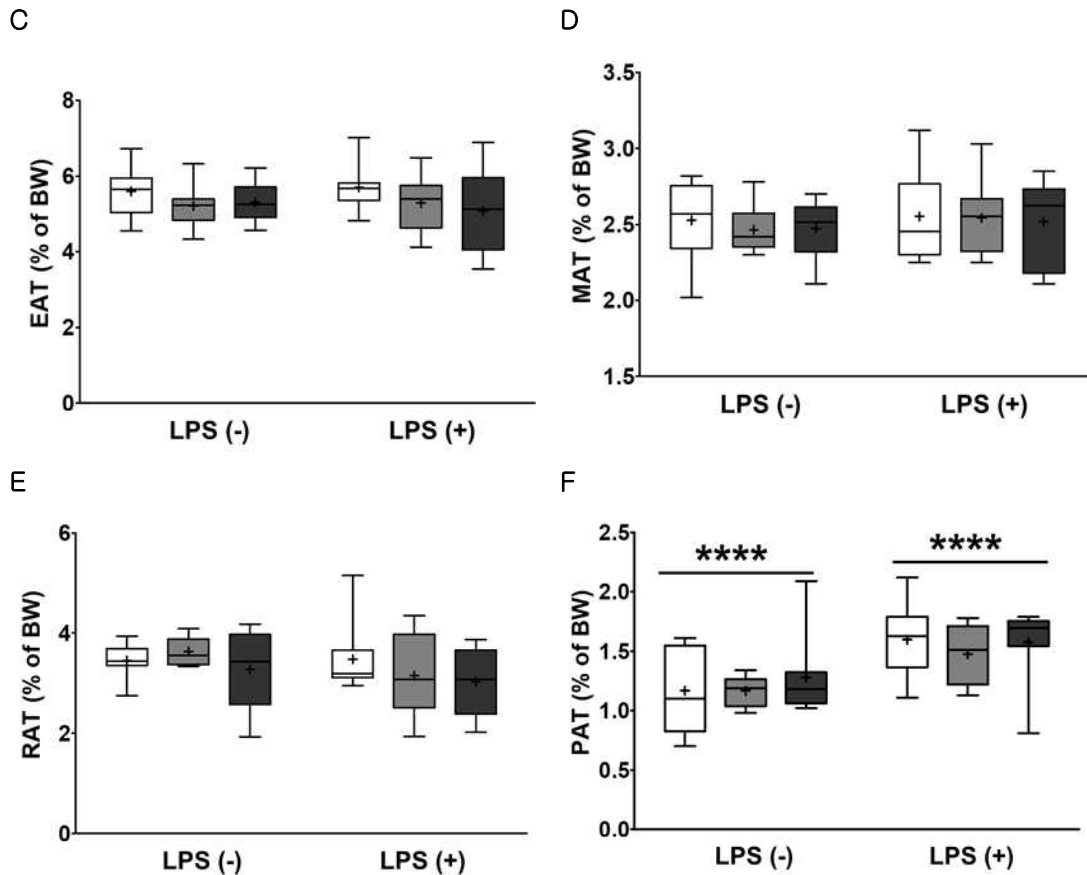 C
EAT (% of BW)
8
6
4
2
0
LPS (-)
LPS (+)
D
MAT (% of BW)
3.5
3.0
2.5
2.0
1.5
LPS (-)
LPS (+)
E
RAT (% of BW)
6
4
2
0
LPS (-)
LPS (+)
F
PAT (% of BW)
2.5
2.0
1.5
1.0
0.5
0.0
****
****
LPS (-)
LPS (+)